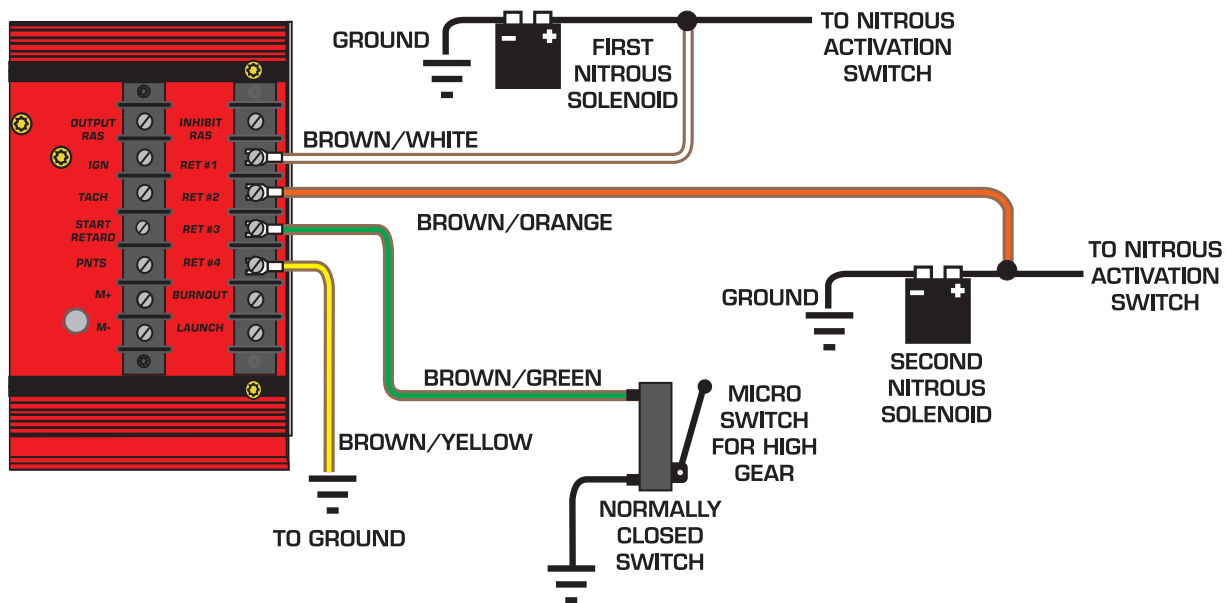 OUTPUT
RAS
IGN
TACH
START
RETARD
PNTS
M+
M-
INHIBIT
RAS
RET #1
RET #2
RET #3
RET #4
BURNOUT
LAUNCH
GROUND
- +
FIRST
NITROUS
SOLENOID
TO NITROUS
ACTIVATION
SWITCH
BROWN/WHITE
BROWN/ORANGE
TO NITROUS
ACTIVATION
SWITCH
GROUND
- +
SECOND
NITROUS
SOLENOID
BROWN/GREEN
MICRO
SWITCH
FOR HIGH
GEAR
BROWN/YELLOW
TO GROUND
NORMALLY
CLOSED
SWITCH